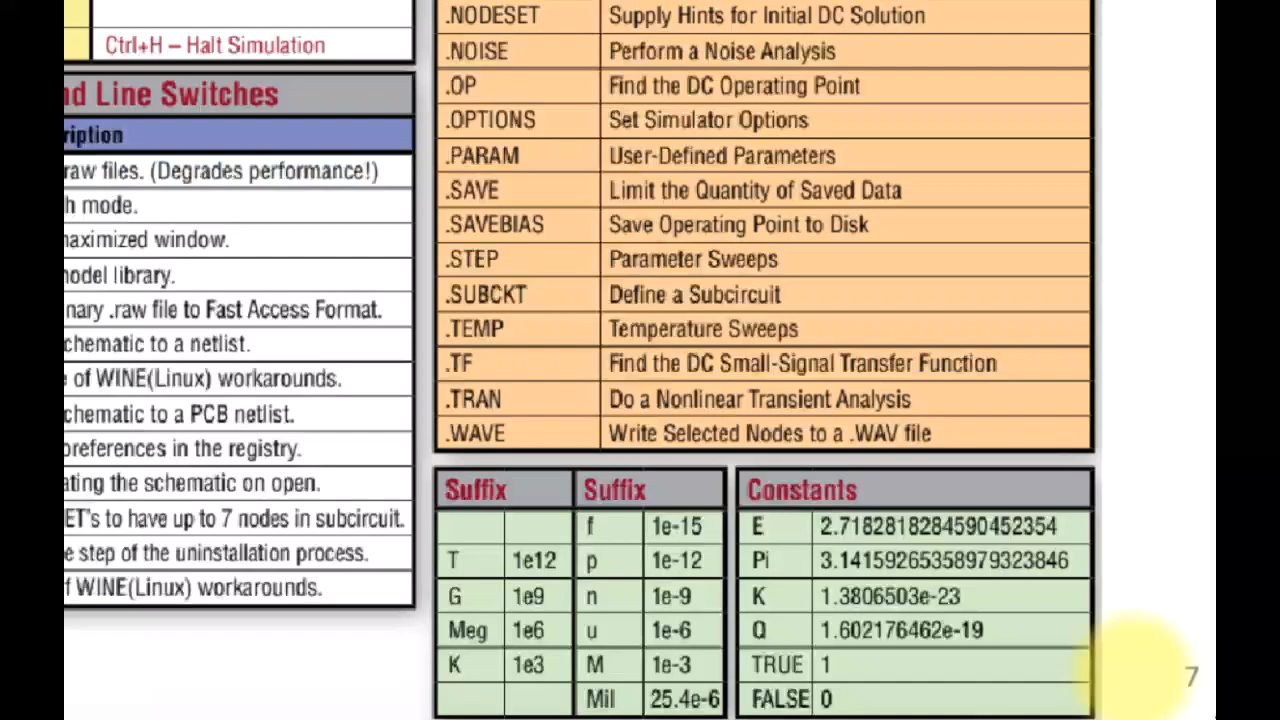 Ctrl+H – Halt Simulation
nd Line Switches
ription
raw files. (Degrades performance!)
h mode.
naximized window.
nodel library.
nary .raw file to Fast Access Format.
chematic to a netlist.
e of WINE(Linux) workarounds.
chematic to a PCB netlist.
preferences in the registry.
ating the schematic on open.
ET's to have up to 7 nodes in subcircuit.
e step of the uninstallation process.
f WINE(Linux) workarounds.
.NODESET Supply Hints for Initial DC Solution
.NOISE Perform a Noise Analysis
.OP Find the DC Operating Point
.OPTIONS Set Simulator Options
.PARAM User-Defined Parameters
.SAVE Limit the Quantity of Saved Data
.SAVEBIAS Save Operating Point to Disk
.STEP Parameter Sweeps
.SUBCKT Define a Subcircuit
.TEMP Temperature Sweeps
.TF Find the DC Small-Signal Transfer Function
.TRAN Do a Nonlinear Transient Analysis
.WAVE Write Selected Nodes to a .WAV file
Suffix Suffix
f 1e-15
T 1e12 p 1e-12
G 1e9 n 1e-9
Meg 1e6 u 1e-6
K 1e3 M 1e-3
Mil 25.4e-6
Constants
E 2.7182818284590452354
Pi 3.14159265358979323846
K 1.3806503e-23
Q 1.602176462e-19
TRUE 1
FALSE 0
7